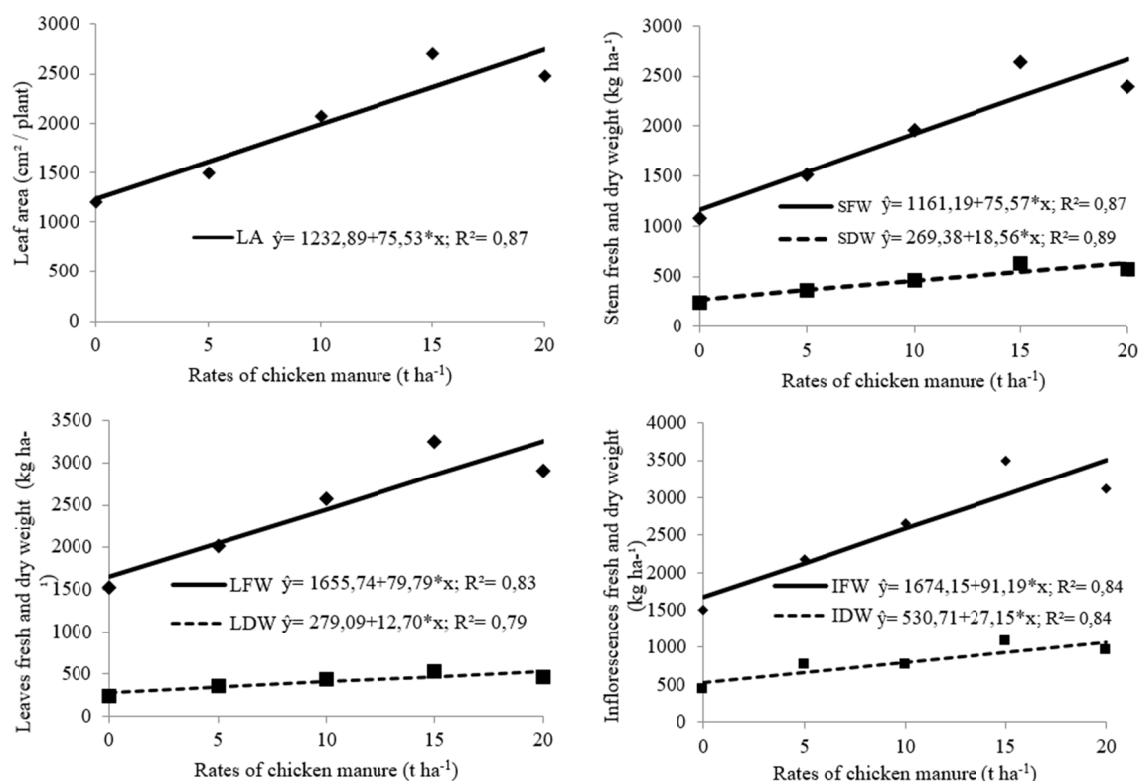 3000
2500
2000
1500
1000
500
0
Leaf area (cm² / plant)
LA ŷ= 1232,89+75,53*x; R²= 0,87
0 5 10 15 20
Rates of chicken manure (t ha⁻¹)
3000
2500
2000
1500
1000
500
0
Stem fresh and dry weight (kg ha-¹)
SFW ŷ= 1161,19+75,57*x; R²= 0,87
SDW ŷ= 269,38+18,56*x; R²= 0,89
0 5 10 15 20
Rates of chicken manure (t ha⁻¹)
3500
3000
2500
2000
1500
1000
500
0
Leaves fresh and dry weight (kg ha-
¹)
LFW ŷ= 1655,74+79,79*x; R²= 0,83
LDW ŷ= 279,09+12,70*x; R²= 0,79
0 5 10 15 20
Rates of chicken manure (t ha⁻¹)
4000
3500
3000
2500
2000
1500
1000
500
0
Inflorescences fresh and dry weight
(kg ha-¹)
IFW ŷ= 1674,15+91,19*x; R²= 0,84
IDW ŷ= 530,71+27,15*x; R²= 0,84
0 5 10 15 20
Rates of chicken manure (t ha⁻¹)